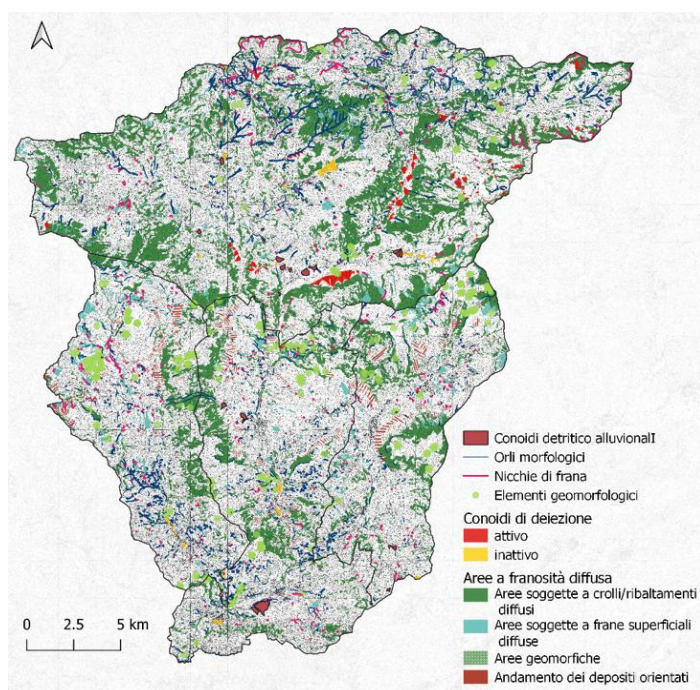 Conoidi detritico alluvionalI
Orli morfologici
Nicchie di frana
Elementi geomorfologici
Conoidi di deiezione
attivo
inattivo
Aree a franosità diffusa
Aree soggette a crolli/ribaltamenti
diffusi
Aree soggette a frane superficiali
diffuse
Aree geomorfiche
Andamento dei depositi orientati
0 2.5 5 km